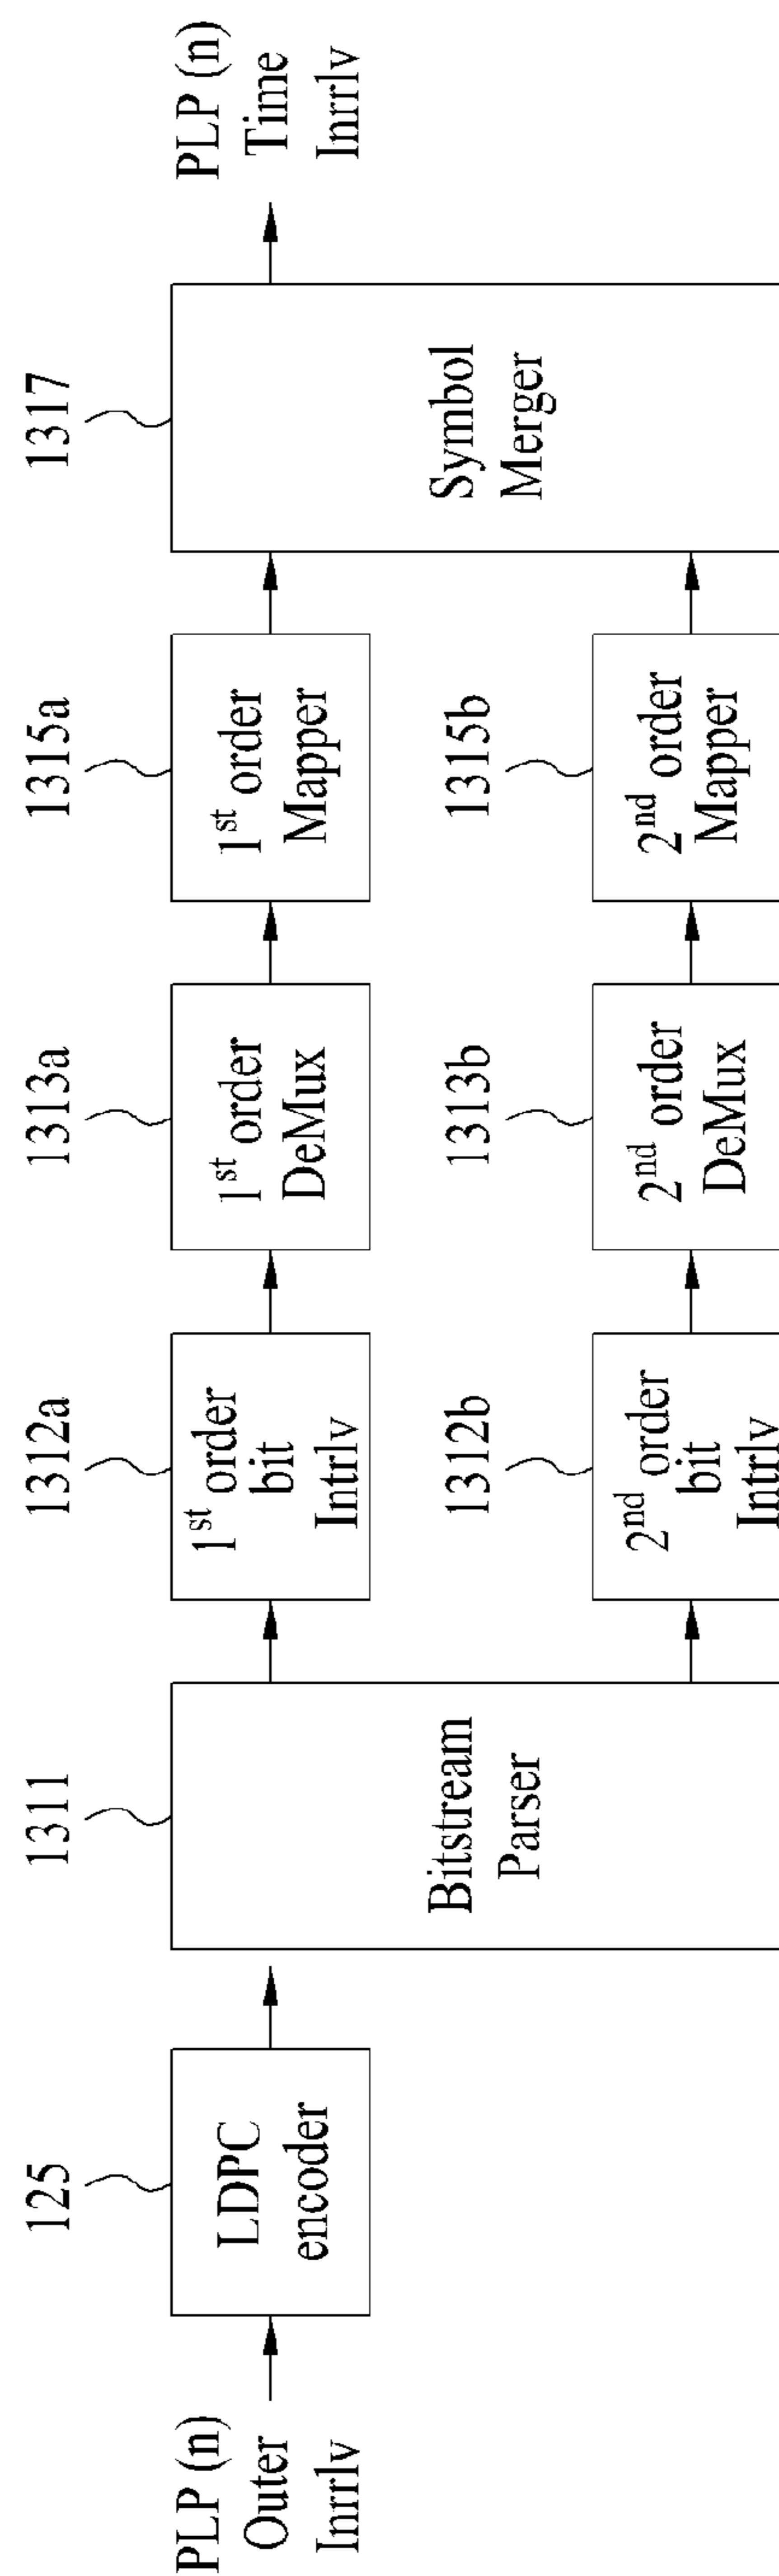 PLP (n)
Outer
Inrrlv
125
LDPC
encoder
1311
Bitstream
Parser
1312a
1st order
bit
Intrlv
1313a
1st order
DeMux
1315a
1st order
Mapper
1312b
2nd order
bit
Intrlv
1313b
2nd order
DeMux
1315b
2nd order
Mapper
1317
Symbol
Merger
PLP (n)
Time
Inrrlv